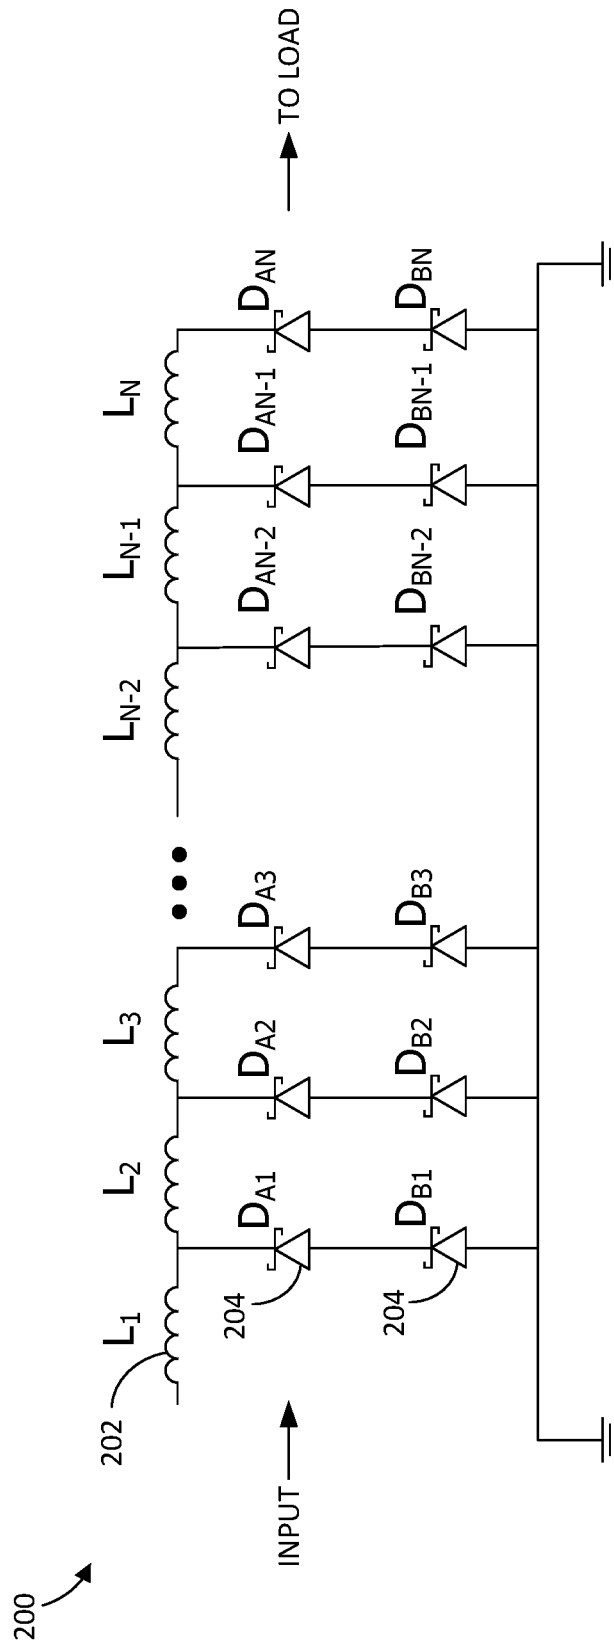 200
202
L1 L2 L3 LN-2 LN-1 LN
INPUT
TO LOAD
204
DA1 DA2 DA3 DAN-2 DAN-1 DAN
204
DB1 DB2 DB3 DBN-2 DBN-1 DBN